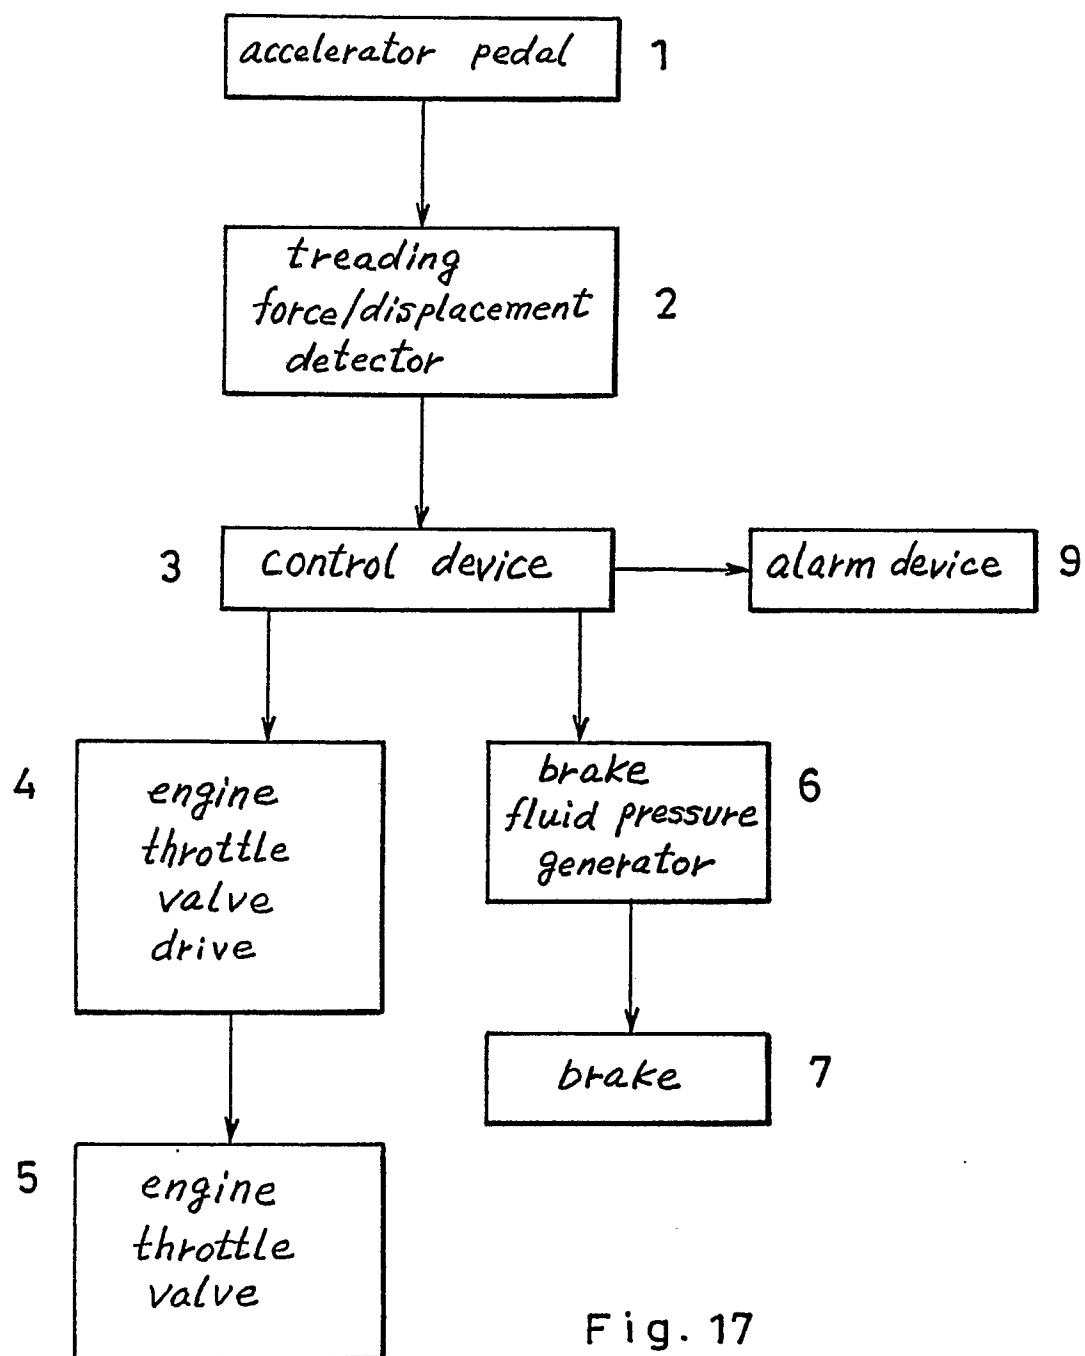 accelerator pedal
1
treading
force/displacement
detector
2
3
control device
alarm device
9
4
engine
throttle
valve
drive
brake
fluid pressure
generator
6
brake
7
5
engine
throttle
valve
Fig. 17